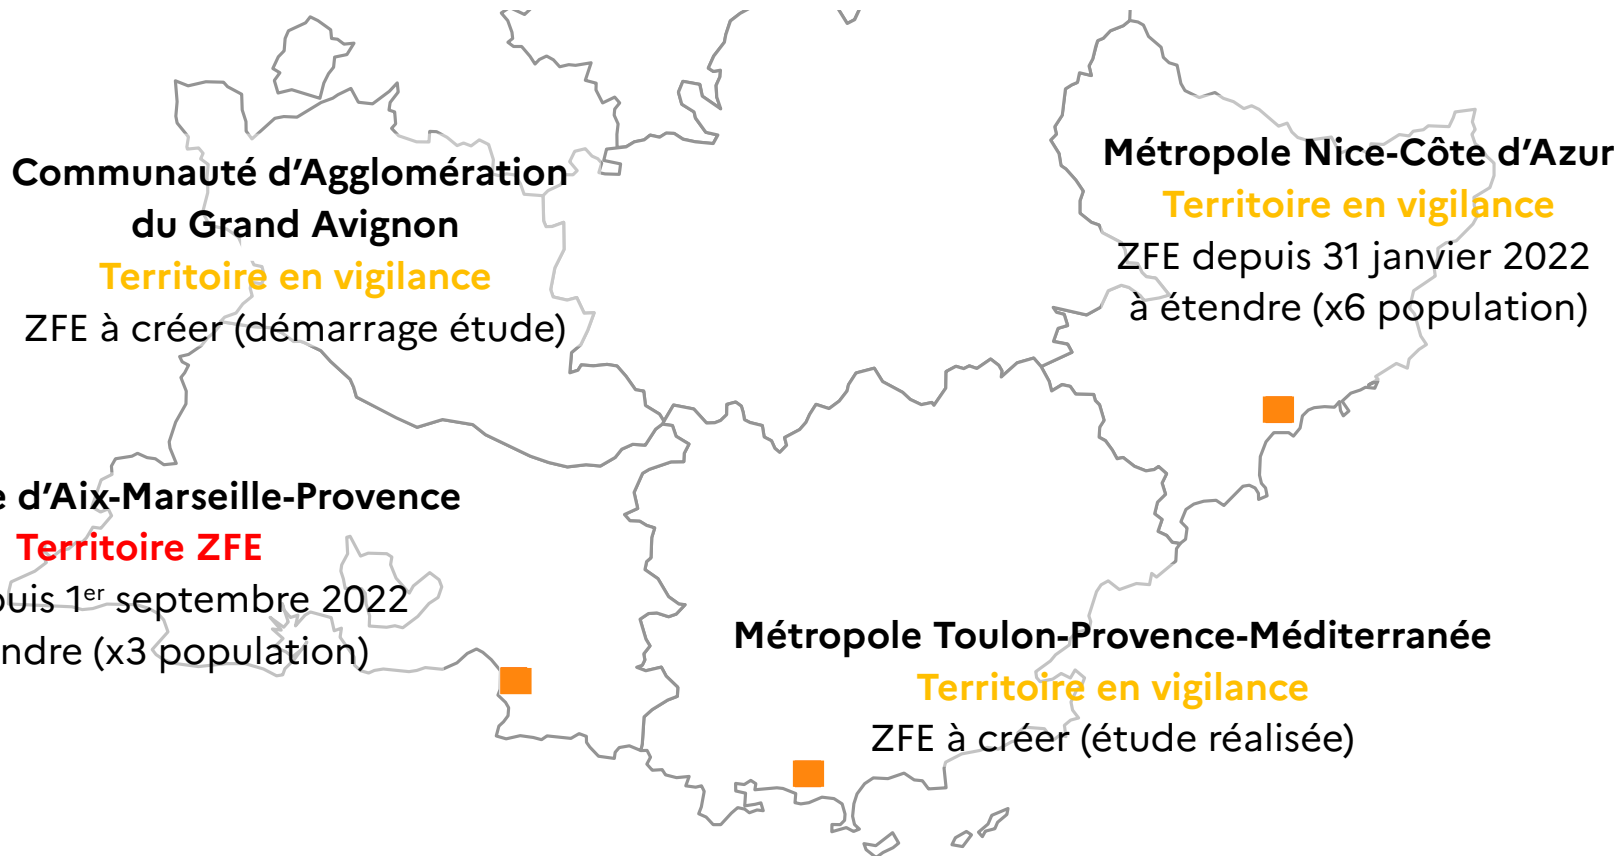 Communauté d'Agglomération
du Grand Avignon
Territoire en vigilance
ZFE à créer (démarrage étude)
Métropole Nice-Côte d'Azur
Territoire en vigilance
ZFE depuis 31 janvier 2022
à étendre (x6 population)
d'Aix-Marseille-Provence
Territoire ZFE
1er septembre 2022
(x3 population)
Métropole Toulon-Provence-Méditerranée
Territoire en vigilance
ZFE à créer (étude réalisée)